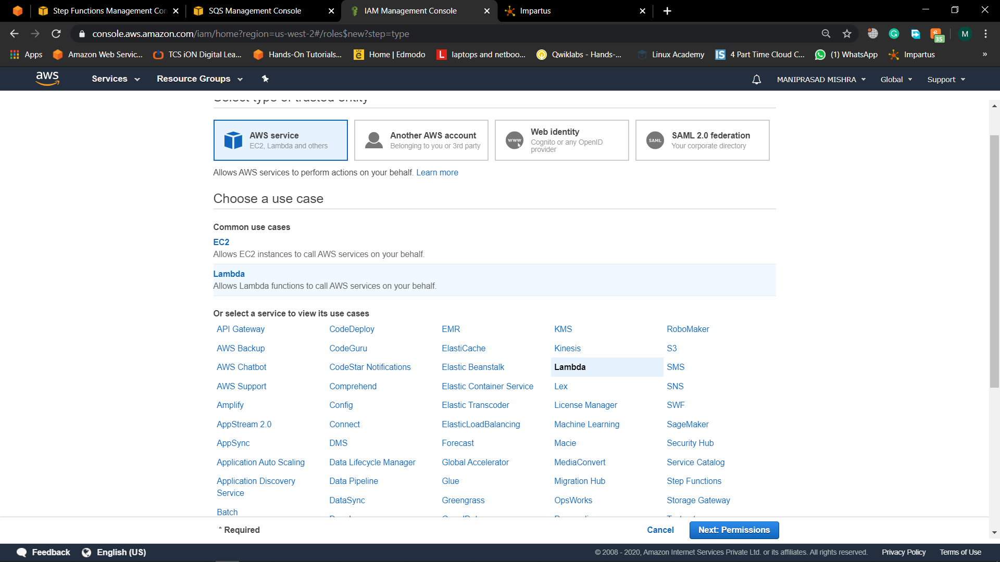 Step Functions Management Con
SQS Management Console
IAM Management Console
Impartus
console.aws.amazon.com/iam/home?region=us-west-2#/roles$new?step=type
35
M
Apps
Amazon Web Servic...
TCS iON Digital Lea...
Hands-On Tutorials...
Home | Edmodo
laptops and netboo...
Qwiklabs - Hands-...
Linux Academy
4 Part Time Cloud C...
(1) WhatsApp
Impartus
»
aws
Services
Resource Groups
MANIPRASAD MISHRA
Global
Support
Select type of trusted entity
AWS service
EC2, Lambda and others
Another AWS account
Belonging to you or 3rd party
www
Web identity
Cognito or any OpenID
provider
SAML
SAML 2.0 federation
Your corporate directory
Allows AWS services to perform actions on your behalf. Learn more
Choose a use case
Common use cases
EC2
Allows EC2 instances to call AWS services on your behalf.
Lambda
Allows Lambda functions to call AWS services on your behalf.
Or select a service to view its use cases
API Gateway
CodeDeploy
EMR
KMS
RoboMaker
AWS Backup
CodeGuru
ElastiCache
Kinesis
S3
AWS Chatbot
CodeStar Notifications
Elastic Beanstalk
Lambda
SMS
AWS Support
Comprehend
Elastic Container Service
Lex
SNS
Amplify
Config
Elastic Transcoder
License Manager
SWF
AppStream 2.0
Connect
ElasticLoadBalancing
Machine Learning
SageMaker
AppSync
DMS
Forecast
Macie
Security Hub
Application Auto Scaling
Data Lifecycle Manager
Global Accelerator
MediaConvert
Service Catalog
Application Discovery
Service
Data Pipeline
Glue
Migration Hub
Step Functions
DataSync
Greengrass
OpsWorks
Storage Gateway
Batch
* Required
Cancel
Next: Permissions
Feedback
English (US)
© 2008 - 2020, Amazon Internet Services Private Ltd. or its affiliates. All rights reserved.
Privacy Policy
Terms of Use